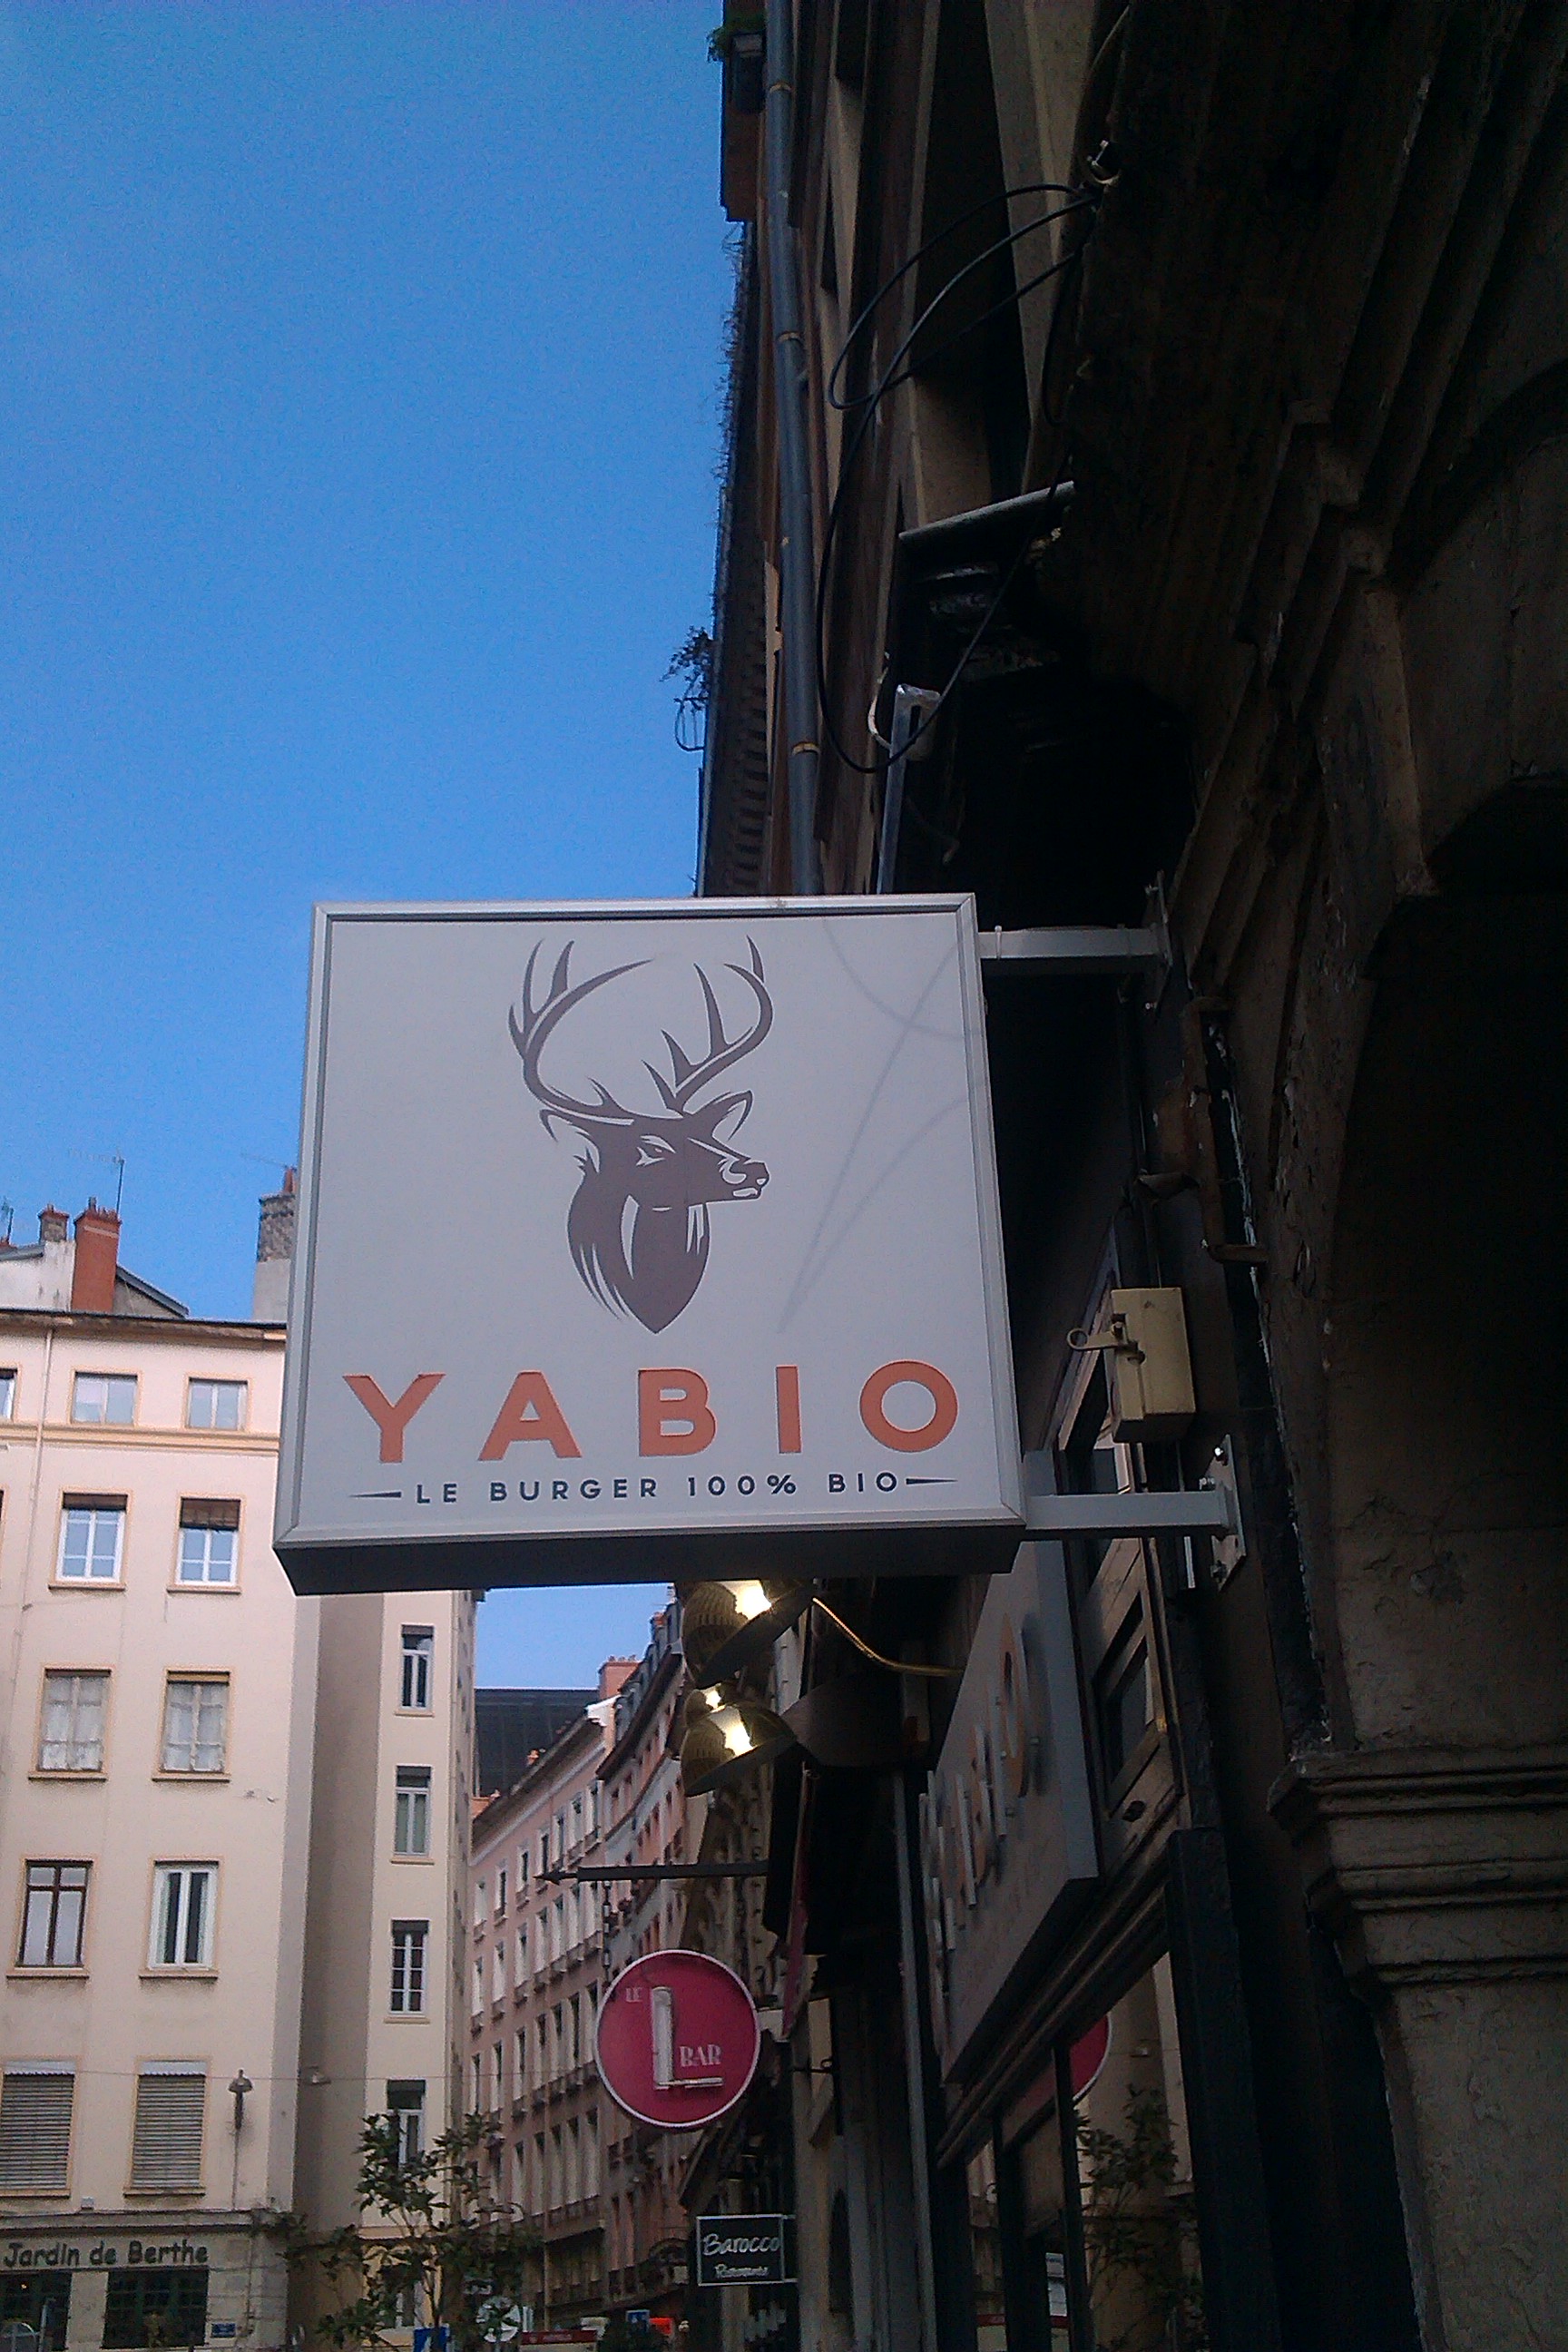 YABIO
LE BURGER 100% BIO
LE
L
BAR
Jardin de Berthe
Barocco